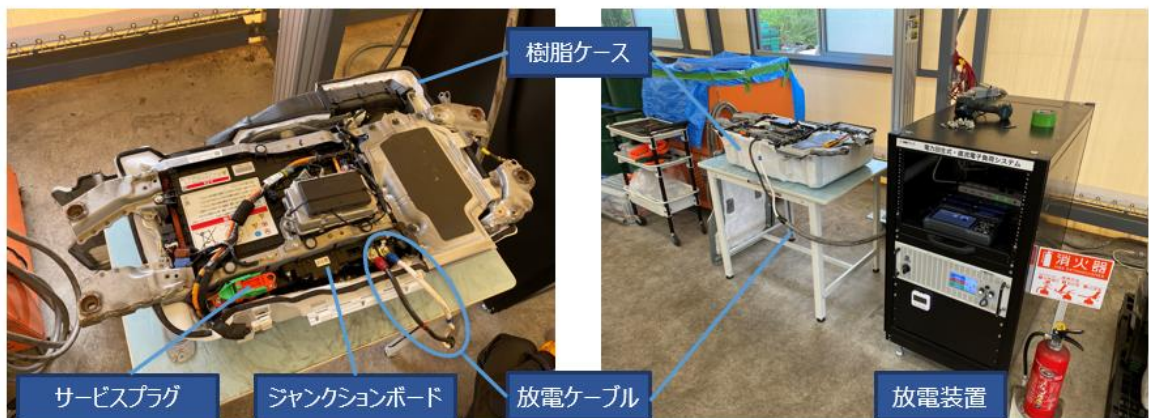 樹脂ケース
電力回生式・直流電子負荷システム
消火器
サービスプラグ
ジャンクションボード
放電ケーブル
放電装置